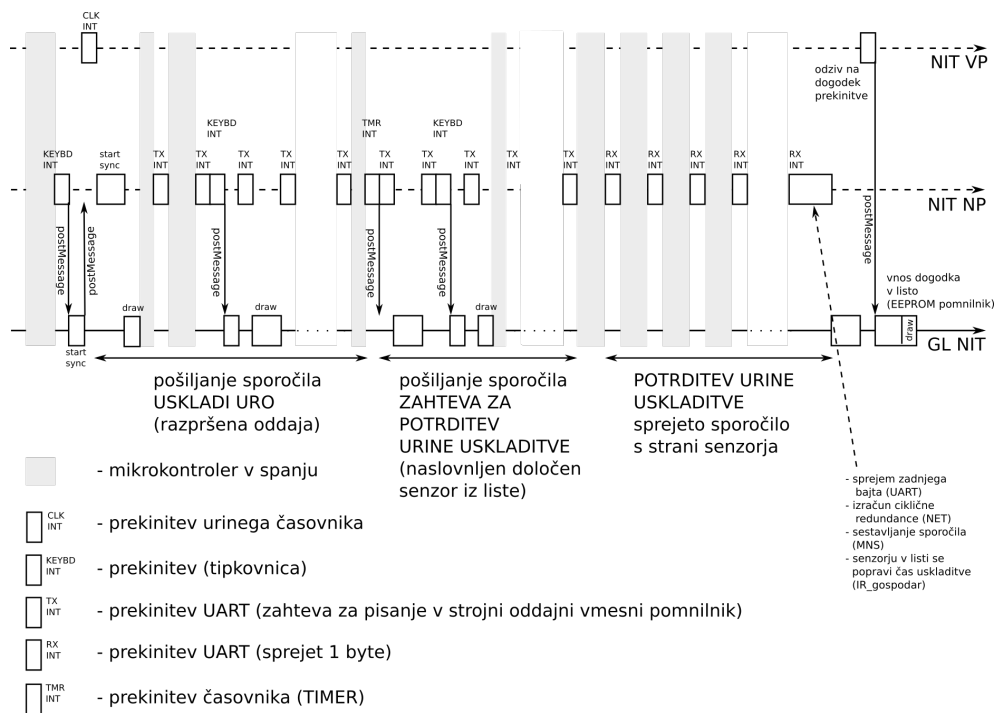 CLK
INT
NIT VP
odziv na
dogodek
prekinitve
KEYBD
INT
TMR
INT
KEYBD
INT
KEYBD
INT
start
sync
TX
INT
TX
INT
TX
INT
TX
INT
TX
INT
TX
INT
TX
INT
TX
INT
TX
INT
TX
INT
RX
INT
RX
INT
RX
INT
RX
INT
RX
INT
NIT NP
postMessage
postMessage
postMessage
postMessage
postMessage
postMessage
vnos dogodka
v listo
(EEPROM pomnilnik)
draw
draw
draw
draw
GL NIT
start
sync
pošiljanje sporočila
USKLADI URO
(razpršena oddaja)
pošiljanje sporočila
ZAHTEVA ZA
POTRDITEV
URINE USKLADITVE
(naslovnljen določen
senzor iz liste)
POTRDITEV URINE
USKLADITVE
sprejeto sporočilo
s strani senzorja
- mikrokontroler v spanju
CLK
INT
- prekinitev urinega časovnika
KEYBD
INT
- prekinitev (tipkovnica)
TX
INT
- prekinitev UART (zahteva za pisanje v strojni oddajni vmesni pomnilnik)
RX
INT
- prekinitev UART (sprejet 1 byte)
TMR
INT
- prekinitev časovnika (TIMER)
- sprejem zadnjega
bajta (UART)
- izračun ciklične
redundance (NET)
- sestavljanje sporočila
(MNS)
- senzorju v listi se
popravi čas uskladitve
(IR_gospodar)